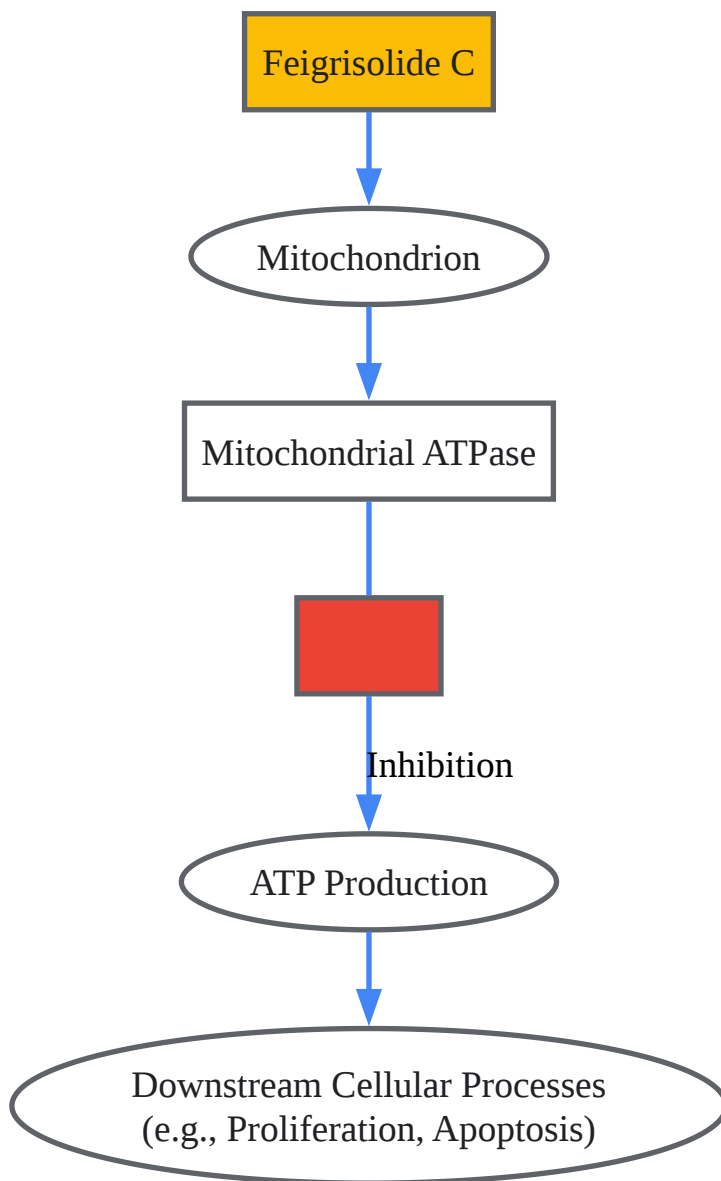 Feigrisolide C
Mitochondrion
Mitochondrial ATPase
Inhibition
ATP Production
Downstream Cellular Processes
(e.g., Proliferation, Apoptosis)